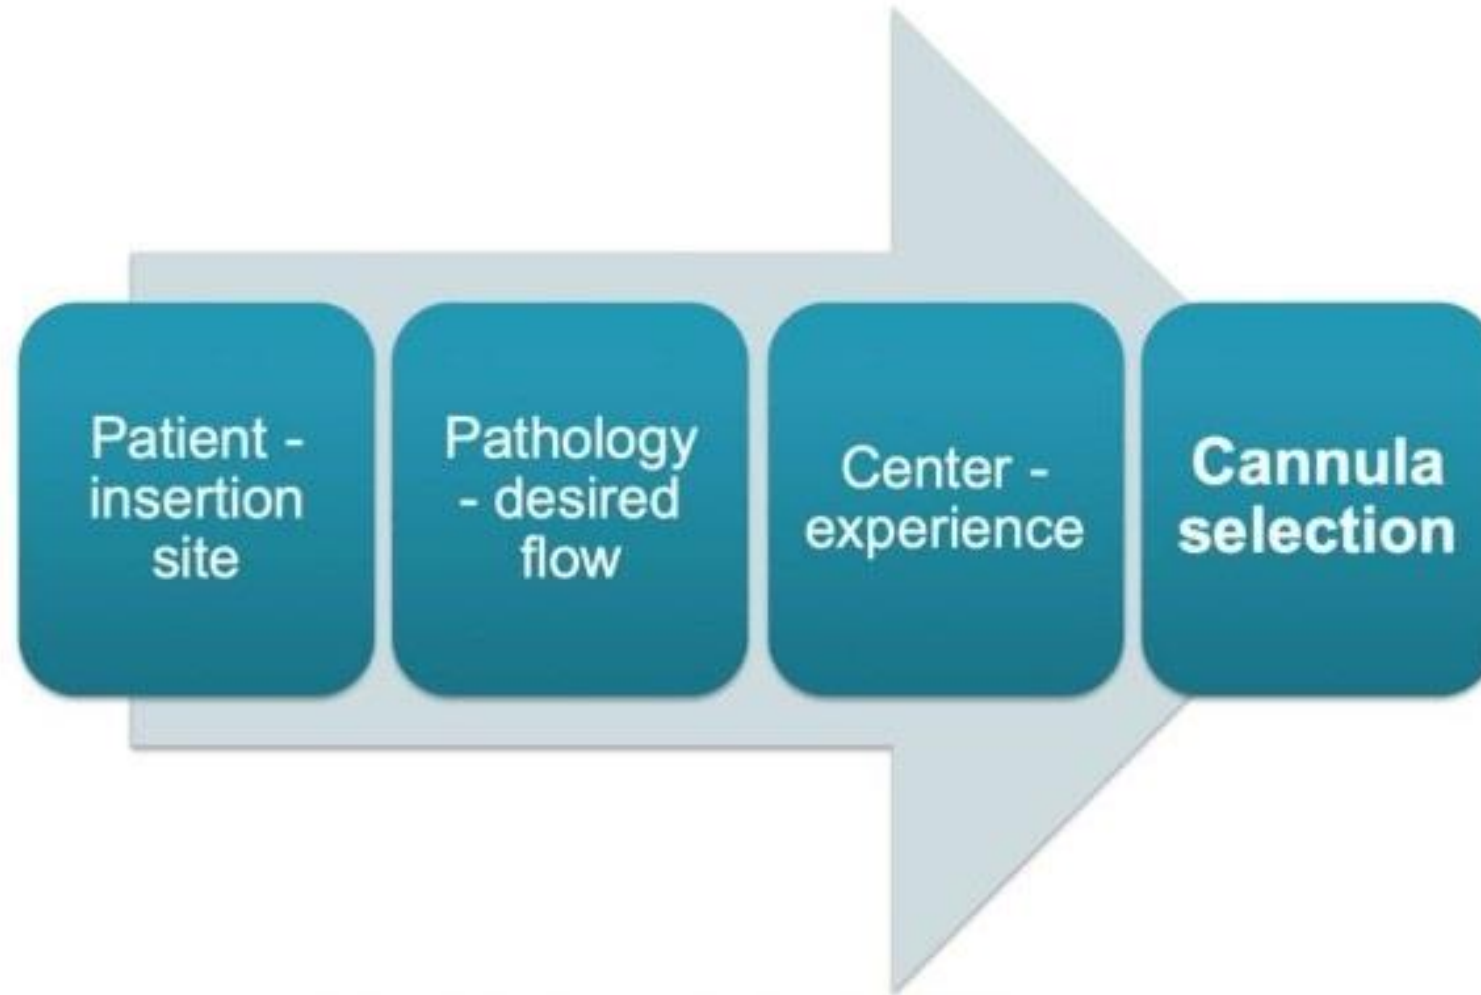 Patient -
insertion
site
Pathology
- desired
flow
Center -
experience
Cannula
selection